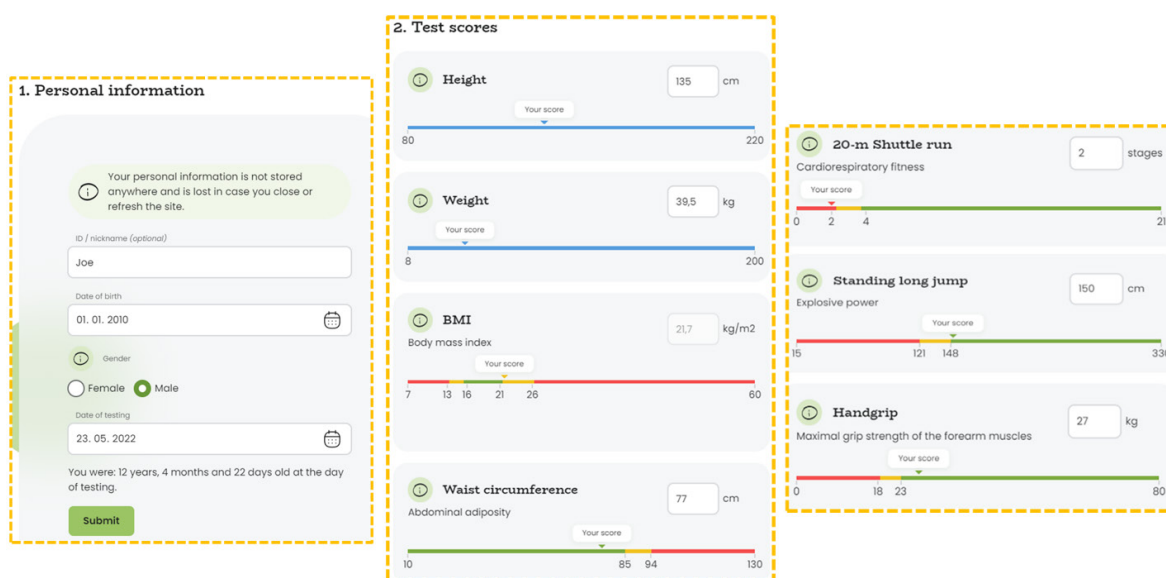 1. Personal information
Your personal information is not stored
anywhere and is lost in case you close or
refresh the site.
ID / nickname (optional)
Joe
Date of birth
01. 01. 2010
Gender
Female Male
Date of testing
23. 05. 2022
You were: 12 years, 4 months and 22 days old at the day
of testing.
Submit
2. Test scores
Height 135 cm
Your score
80 220
Weight 39,5 kg
Your score
8 200
BMI 21,7 kg/m2
Body mass index
Your score
7 13 16 21 26 60
Waist circumference 77 cm
Abdominal adiposity
Your score
10 85 94 130
20-m Shuttle run 2 stages
Cardiorespiratory fitness
Your score
0 2 4 21
Standing long jump 150 cm
Explosive power
Your score
15 121 148 330
Handgrip 27 kg
Maximal grip strength of the forearm muscles
Your score
0 18 23 80